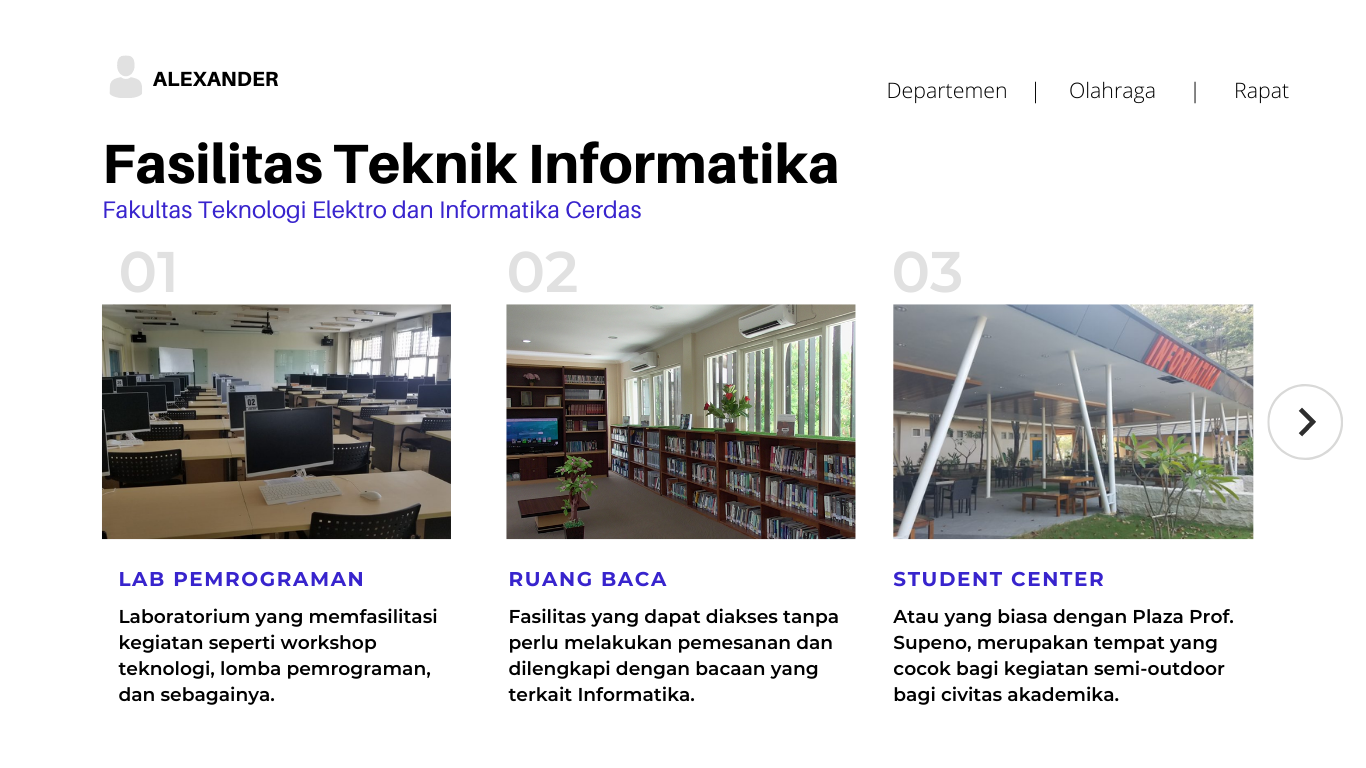 ALEXANDER
Departemen | Olahraga | Rapat
Fasilitas Teknik Informatika
Fakultas Teknologi Elektro dan Informatika Cerdas
01
02
03
02
INFORMATIKA
LAB PEMROGRAMAN
Laboratorium yang memfasilitasi
kegiatan seperti workshop
teknologi, lomba pemrograman,
dan sebagainya.
RUANG BACA
Fasilitas yang dapat diakses tanpa
perlu melakukan pemesanan dan
dilengkapi dengan bacaan yang
terkait Informatika.
STUDENT CENTER
Atau yang biasa dengan Plaza Prof.
Supeno, merupakan tempat yang
cocok bagi kegiatan semi-outdoor
bagi civitas akademika.